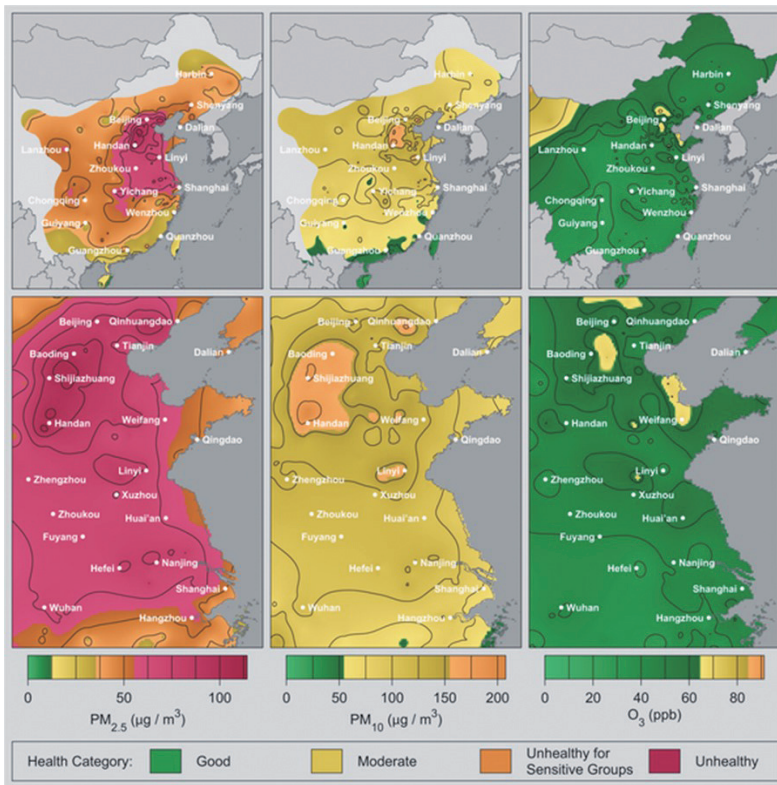 Harbin
Shenyang
Beijing
Dalian
Handan
Lanzhou
Linyi
Zhoukou
Yichang
Shanghai
Chongqing
Wenzhou
Guiyang
Quanzhou
Guangzhou
Harbin
Shenyang
Beijing
Dalian
Handan
Lanzhou
Linyi
Zhoukou
Yichang
Shanghai
Chongqing
Wenzhou
Guiyang
Quanzhou
Guangzhou
Harbin
Shenyang
Beijing
Dalian
Handan
Lanzhou
Linyi
Zhoukou
Yichang
Shanghai
Chongqing
Wenzhou
Guiyang
Quanzhou
Guangzhou
Beijing Qinhuangdao
Tianjin
Baoding
Dalian
Shijiazhuang
Handan
Weifang
Qingdao
Linyi
Zhengzhou
Xuzhou
Zhoukou
Huai'an
Fuyang
Hefei
Nanjing
Shanghai
Wuhan
Hangzhou
Beijing Qinhuangdao
Tianjin
Baoding
Dalian
Shijiazhuang
Handan
Weifang
Qingdao
Linyi
Zhengzhou
Xuzhou
Zhoukou
Huai'an
Fuyang
Hefei
Nanjing
Shanghai
Wuhan
Hangzhou
Beijing Qinhuangdao
Tianjin
Baoding
Dalian
Shijiazhuang
Handan
Weifang
Qingdao
Linyi
Zhengzhou
Xuzhou
Zhoukou
Huai'an
Fuyang
Hefei
Nanjing
Shanghai
Wuhan
Hangzhou
0 50 100
PM2.5 (µg / m³)
0 50 100 150 200
PM10 (µg / m³)
0 20 40 60 80
O3 (ppb)
Health Category: Good Moderate Unhealthy for Sensitive Groups Unhealthy